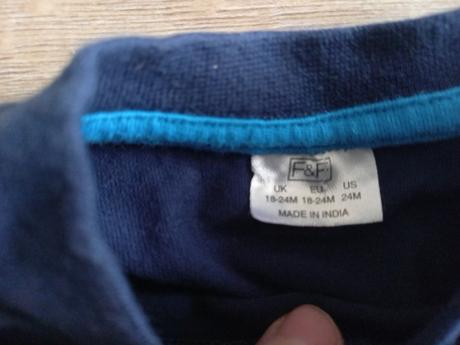 F&F
UK EU US
18-24M 18-24M 24M
MADE IN INDIA